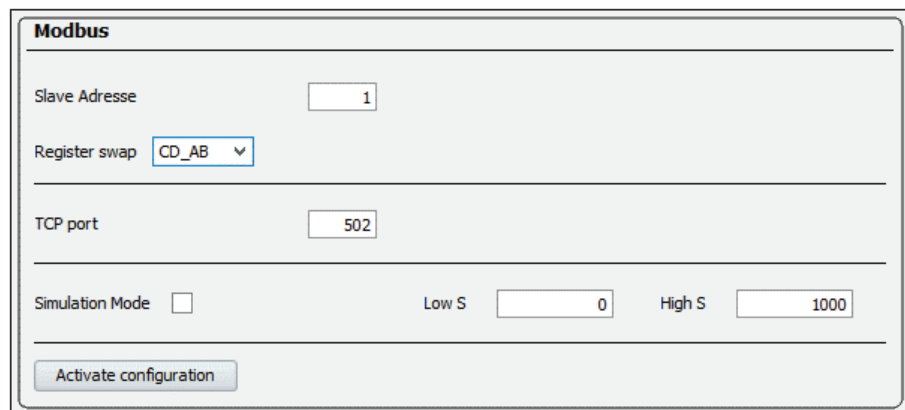 Modbus
Slave Adresse 1
Register swap CD_AB
TCP port 502
Simulation Mode Low S 0 High S 1000
Activate configuration